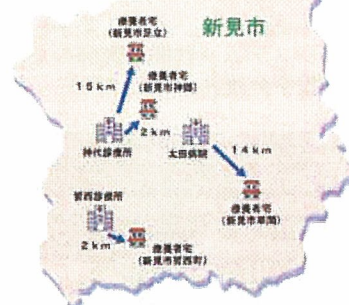 新見市
療養者宅
(新見市足立)
15km
療養者宅
(新見市神郷)
2km
神代診療所
太田病院
14km
療養者宅
(新見市草間)
哲西診療所
2km
療養者宅
(新見市哲西町)